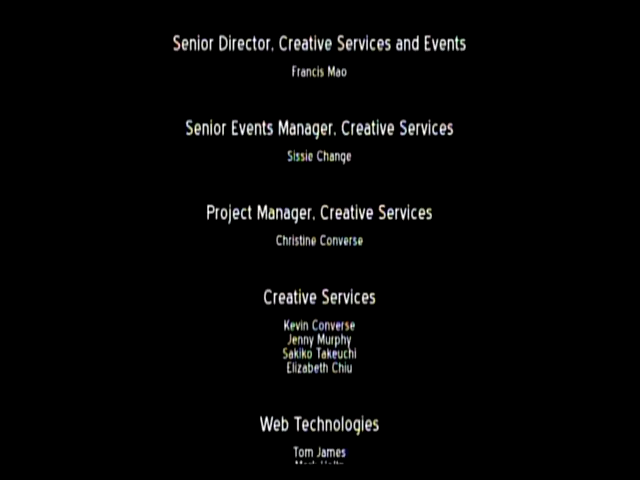 Senior Director, Creative Services and Events
Francis Mao
Senior Events Manager, Creative Services
Sissie Change
Project Manager, Creative Services
Christine Converse
Creative Services
Kevin Converse
Jenny Murphy
Sakiko Takeuchi
Elizabeth Chiu
Web Technologies
Tom James